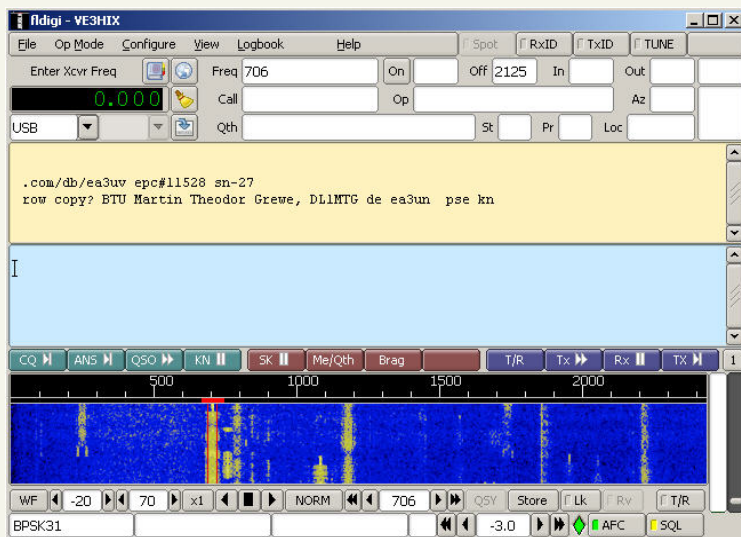 fldigi - VE3HIX
File Op Mode Configure View Logbook Help Spot RxID TxID TUNE
Enter Xcvr Freq Freq 706 On Off 2125 In Out
0.000 Call Op Az
USB Qth St Pr Loc
.com/db/ea3uv epc#11528 sn-27
row copy? BTU Martin Theodor Grewe, DL1MTG de ea3un pse kn
CQ ANS QSO KN SK Me/Qth Brag T/R Tx Rx TX 1
500 1000 1500 2000
WF -20 70 x1 NORM 706 QSY Store Lk Rv T/R
BPSK31 -3.0 AFC SQL